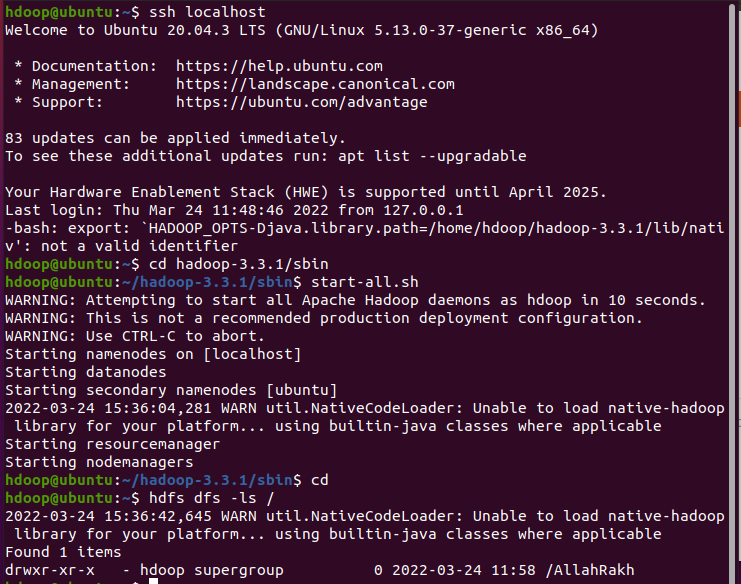 hdoop@ubuntu:~$ ssh localhost
Welcome to Ubuntu 20.04.3 LTS (GNU/Linux 5.13.0-37-generic x86_64)

 * Documentation:  https://help.ubuntu.com
 * Management:     https://landscape.canonical.com
 * Support:        https://ubuntu.com/advantage

83 updates can be applied immediately.
To see these additional updates run: apt list --upgradable

Your Hardware Enablement Stack (HWE) is supported until April 2025.
Last login: Thu Mar 24 11:48:46 2022 from 127.0.0.1
-bash: export: `HADOOP_OPTS-Djava.library.path=/home/hdoop/hadoop-3.3.1/lib/nati
v': not a valid identifier
hdoop@ubuntu:~$ cd hadoop-3.3.1/sbin
hdoop@ubuntu:~/hadoop-3.3.1/sbin$ start-all.sh
WARNING: Attempting to start all Apache Hadoop daemons as hdoop in 10 seconds.
WARNING: This is not a recommended production deployment configuration.
WARNING: Use CTRL-C to abort.
Starting namenodes on [localhost]
Starting datanodes
Starting secondary namenodes [ubuntu]
2022-03-24 15:36:04,281 WARN util.NativeCodeLoader: Unable to load native-hadoop
 library for your platform... using builtin-java classes where applicable
Starting resourcemanager
Starting nodemanagers
hdoop@ubuntu:~/hadoop-3.3.1/sbin$ cd
hdoop@ubuntu:~$ hdfs dfs -ls /
2022-03-24 15:36:42,645 WARN util.NativeCodeLoader: Unable to load native-hadoop
 library for your platform... using builtin-java classes where applicable
Found 1 items
drwxr-xr-x   - hdoop supergroup          0 2022-03-24 11:58 /AllahRakh